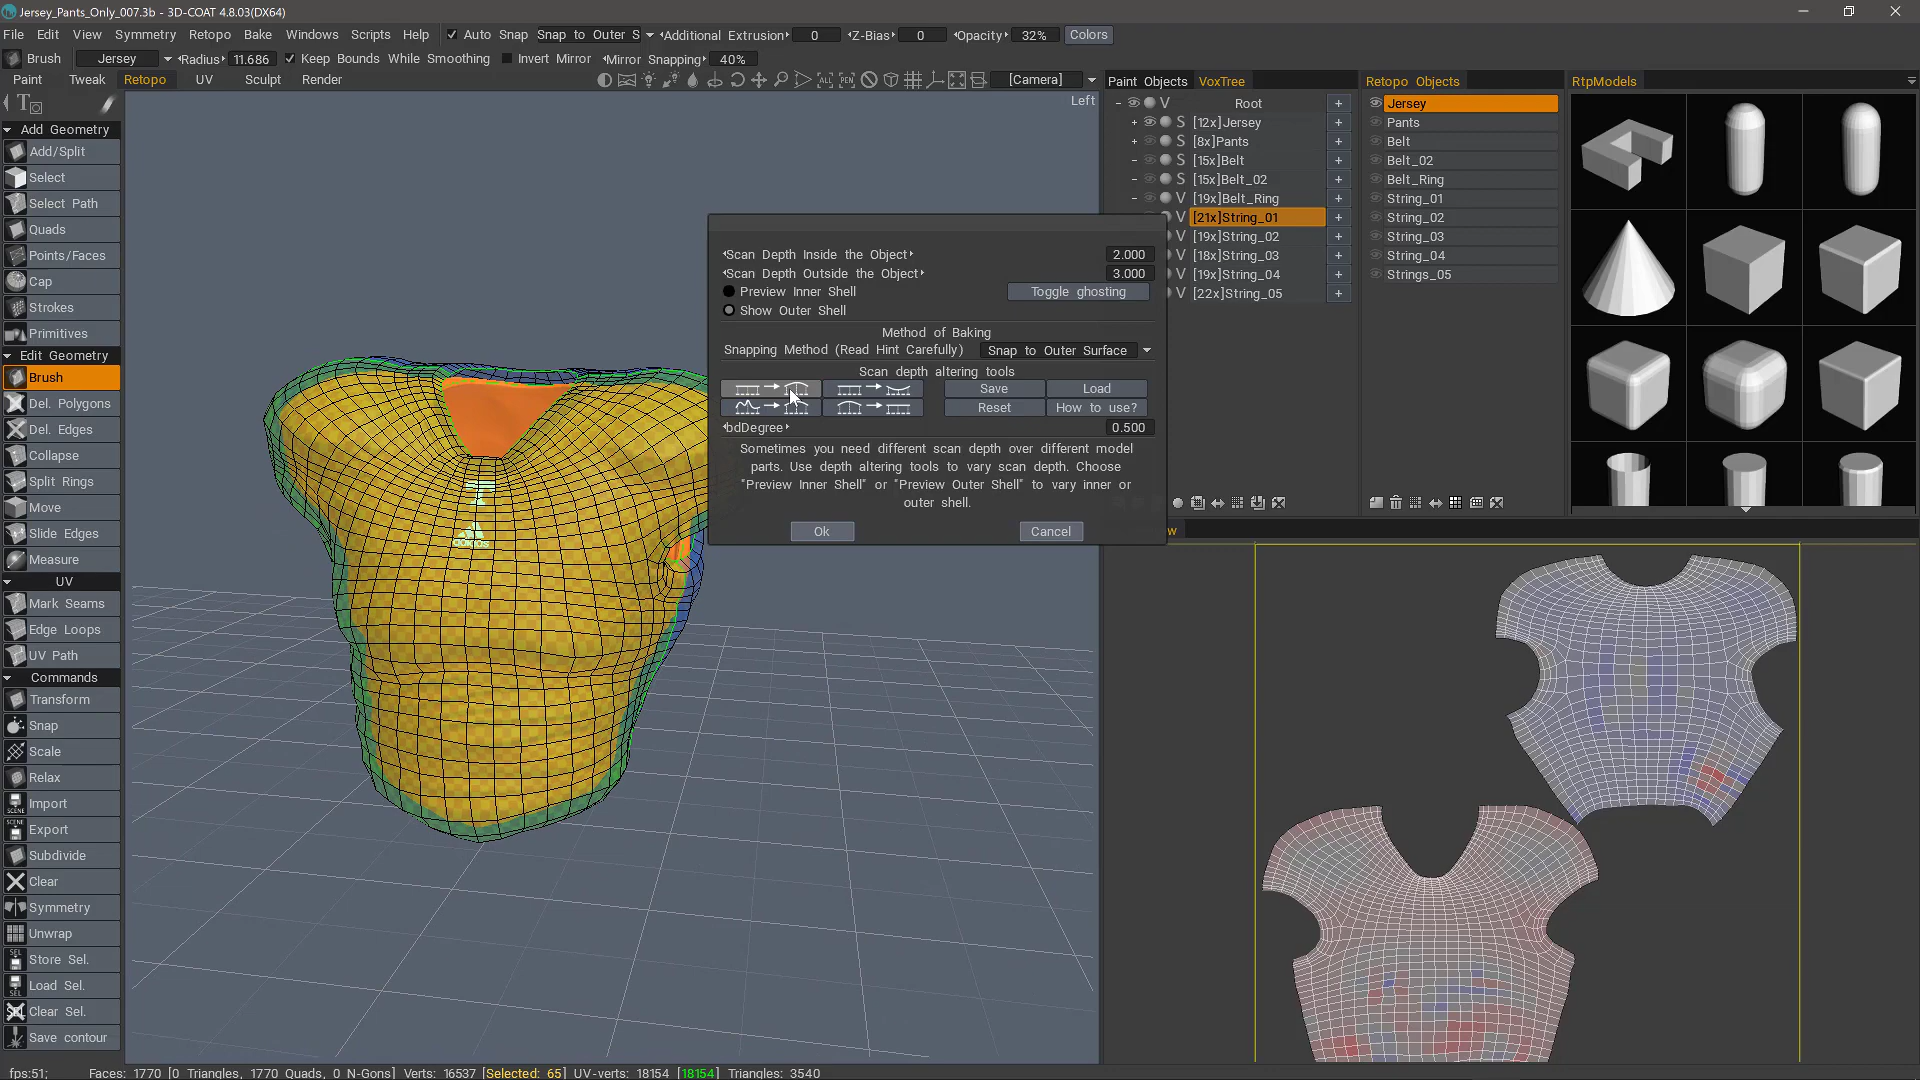 Jersey_Pants_Only_007.3b - 3D-COAT 4.8.03(DX64)
File Edit View Symmetry Retopo Bake Windows Scripts Help Auto Snap Snap to Outer S Additional Extrusion 0 Z-Bias 0 Opacity 32% Colors
Brush Jersey Radius 11.686 Keep Bounds While Smoothing Invert Mirror Mirror Snapping 40%
Paint Tweak Retopo UV Sculpt Render ALL PEN [Camera]
Paint Objects VoxTree
Retopo Objects
RtpModels
Left
Add Geometry
Add/Split
Select
Select Path
Quads
Points/Faces
Cap
Strokes
Primitives
Edit Geometry
Brush
Del. Polygons
Del. Edges
Collapse
Split Rings
Move
Slide Edges
Measure
UV
Mark Seams
Edge Loops
UV Path
Commands
Transform
Snap
Scale
Relax
Import
Export
Subdivide
Clear
Symmetry
Unwrap
Store Sel.
Load Sel.
Clear Sel.
Save contour
adidas
V Root +
+ S [12x]Jersey +
+ S [8x]Pants +
- S [15x]Belt +
- S [15x]Belt_02 +
- V [19x]Belt_Ring +
V [21x]String_01 +
V [19x]String_02 +
V [18x]String_03 +
V [19x]String_04 +
V [22x]String_05 +
Jersey
Pants
Belt
Belt_02
Belt_Ring
String_01
String_02
String_03
String_04
Strings_05
Scan Depth Inside the Object 2.000
Scan Depth Outside the Object 3.000
Preview Inner Shell Toggle ghosting
Show Outer Shell
Method of Baking
Snapping Method (Read Hint Carefully) Snap to Outer Surface
Scan depth altering tools
Save Load
Reset How to use?
bdDegree 0.500
Sometimes you need different scan depth over different model
parts. Use depth altering tools to vary scan depth. Choose
"Preview Inner Shell" or "Preview Outer Shell" to vary inner or
outer shell.
Ok Cancel
w
fps:51; Faces: 1770 [0 Triangles, 1770 Quads, 0 N-Gons] Verts: 16537 [Selected: 65] UV-verts: 18154 [18154] Triangles: 3540